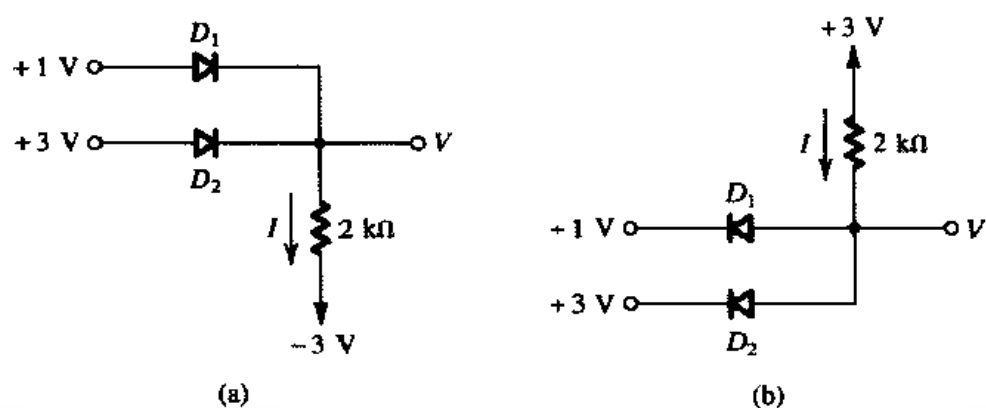 D1
+1 V
+3 V
V
D2
I
2 kΩ
−3 V
(a)
+3 V
I
2 kΩ
D1
+1 V
V
+3 V
D2
(b)